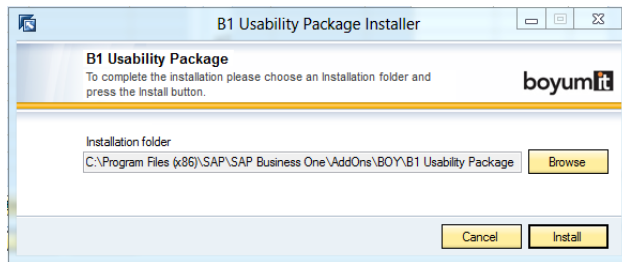 B1 Usability Package Installer
B1 Usability Package
To complete the installation please choose an Installation folder and
press the Install button.
boyumit
Installation folder
C:\Program Files (x86)\SAP\SAP Business One\AddOns\BOY\B1 Usability Package
Browse
Cancel
Install